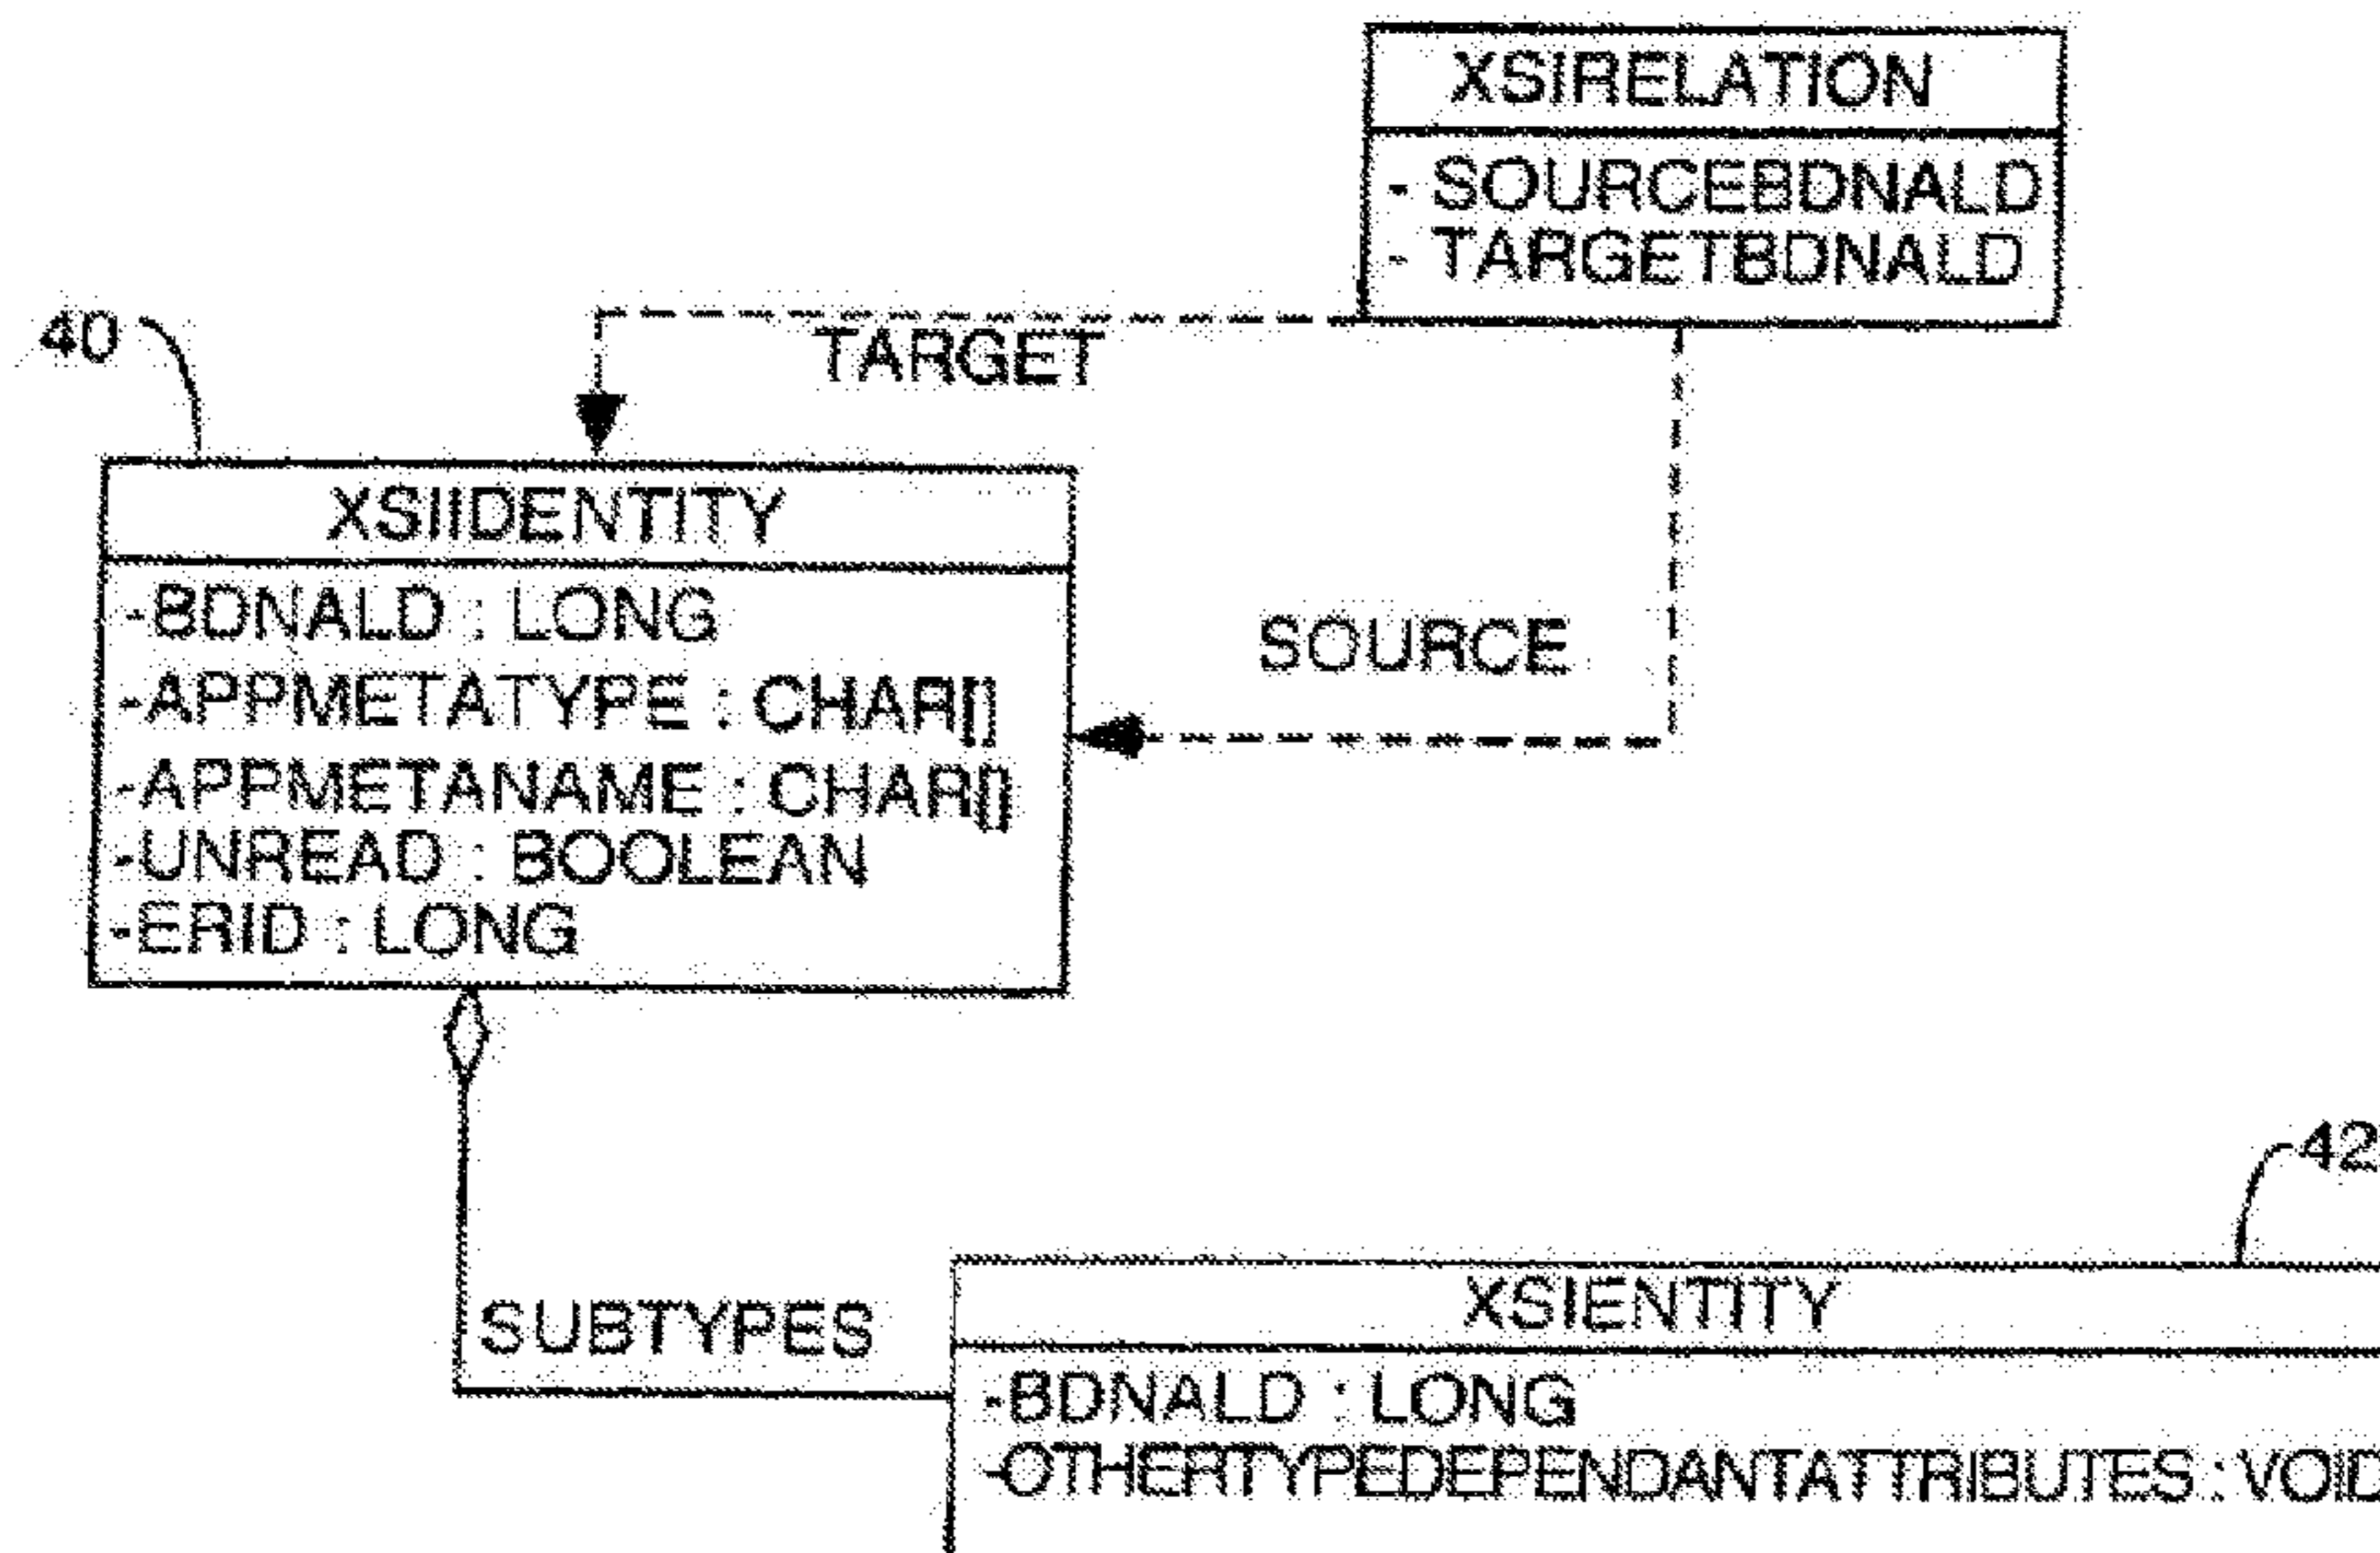 XSIRELATION
- SOURCEBDNALD
- TARGETBDNALD
40
TARGET
XSIIDENTITY
-BDNALD : LONG
-APPMETATYPE : CHAR[]
-APPMETANAME : CHAR[]
-UNREAD : BOOLEAN
-ERID : LONG
SOURCE
42
SUBTYPES
XSIENTITY
-BDNALD : LONG
-OTHERTYPEDEPENDANTATTRIBUTES : VOID